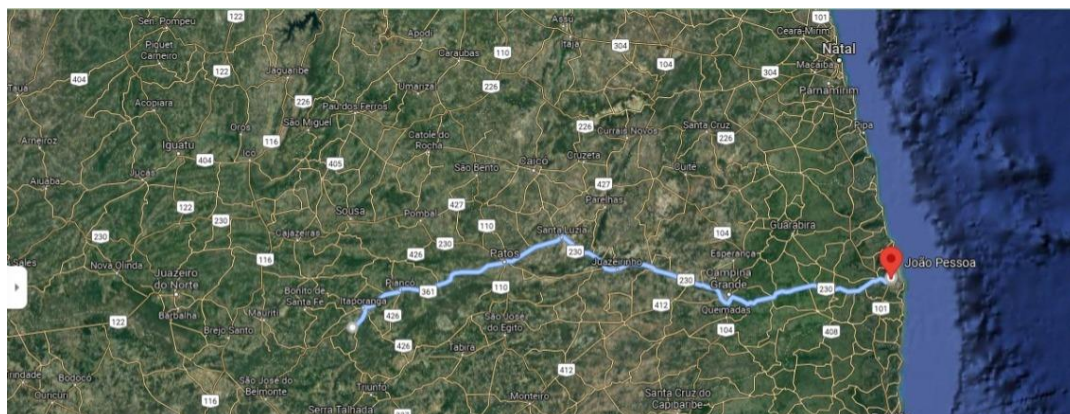 Sen. Pompeu
122
Apodi
Assú
101
Ceará-Mirim
Piquet
Carneiro
110
Itajá
304
Natal
Caraúbas
Macaíba
404
122
Jaguaribe
104
304
Parnamirim
Tauá
226
Umarizal
226
Acopiara
Pau dos Ferros
Orós
São Miguel
226
Santa Cruz
Pipa
Arneiroz
116
Catolé do
Rocha
Currais Novos
226
Iguatu
Icó
404
405
São Bento
Caicó
Cruzeta
Cuité
Jucás
Aiuaba
427
122
Parelhas
Sousa
Pombal
427
230
110
Guarabira
230
Cajazeiras
426
230
Santa Luzia
104
Esperança
Sales
Nova Olinda
116
Patos
230
Juazeirinho
João Pessoa
Juazeiro
do Norte
Piancó
230
Campina
Grande
Bonito de
Santa Fé
361
110
230
Itaporanga
412
Queimadas
101
122
Barbalha
Mauriti
426
São José
do Egito
104
408
Brejo Santo
426
Tabira
412
Bodocó
São José do
Belmonte
Triunfo
Santa Cruz do
Capibaribe
Ouricuri
116
Monteiro
Serra Talhada